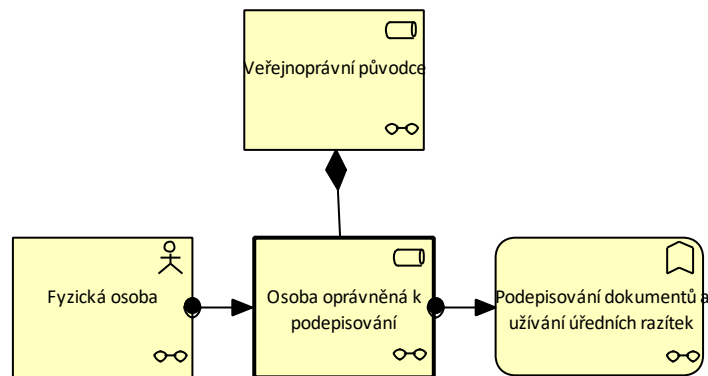 Veřejnoprávní původce
Fyzická osoba
Osoba oprávněná k
podepisování
Podepisování dokumentů a
užívání úředních razítek